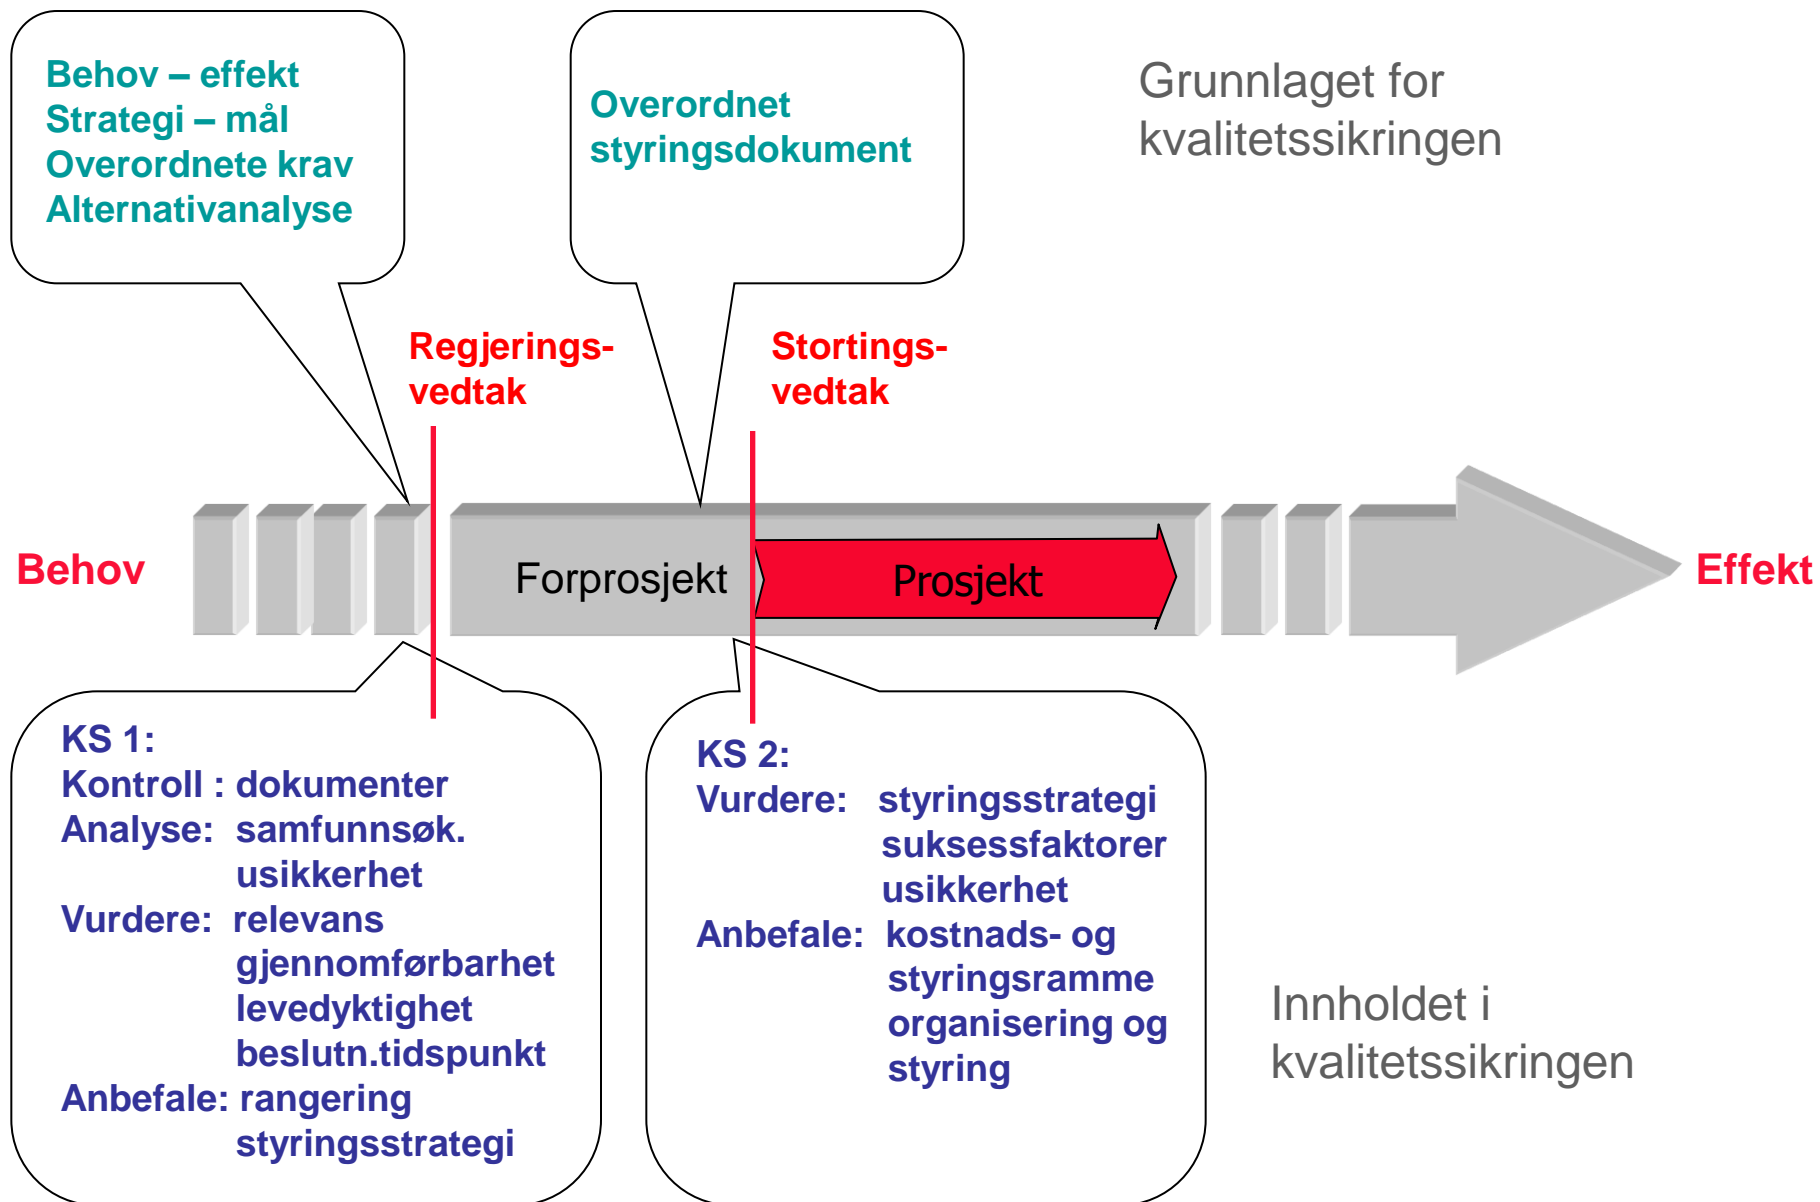 Behov – effekt
Strategi – mål
Overordnete krav
Alternativanalyse
Overordnet
styringsdokument
Grunnlaget for
kvalitetssikringen
Regjerings-
vedtak
Stortings-
vedtak
Behov
Forprosjekt
Prosjekt
Effekt
KS 1:
Kontroll : dokumenter
Analyse: samfunnsøk.
usikkerhet
Vurdere: relevans
gjennomførbarhet
levedyktighet
beslutn.tidspunkt
Anbefale: rangering
styringsstrategi
KS 2:
Vurdere: styringsstrategi
suksessfaktorer
usikkerhet
Anbefale: kostnads- og
styringsramme
organisering og
styring
Innholdet i
kvalitetssikringen